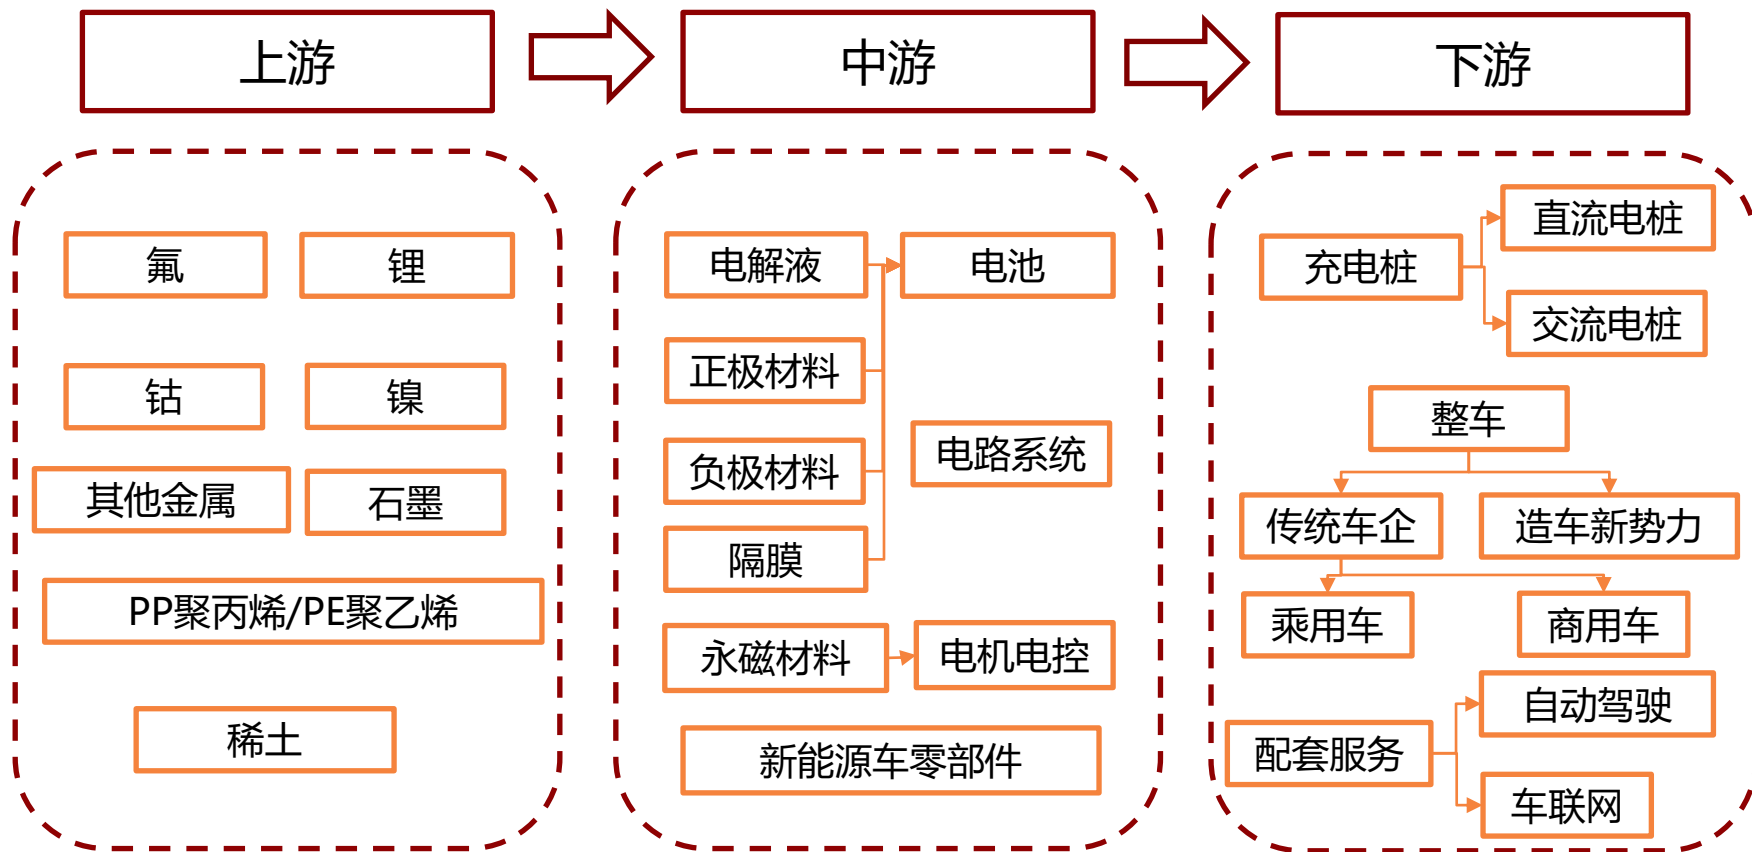 上游
中游
下游
氟
锂
钴
镍
其他金属
石墨
PP聚丙烯/PE聚乙烯
稀土
电解液
电池
正极材料
电路系统
负极材料
隔膜
永磁材料
电机电控
新能源车零部件
直流电桩
充电桩
交流电桩
整车
传统车企
造车新势力
乘用车
商用车
自动驾驶
配套服务
车联网